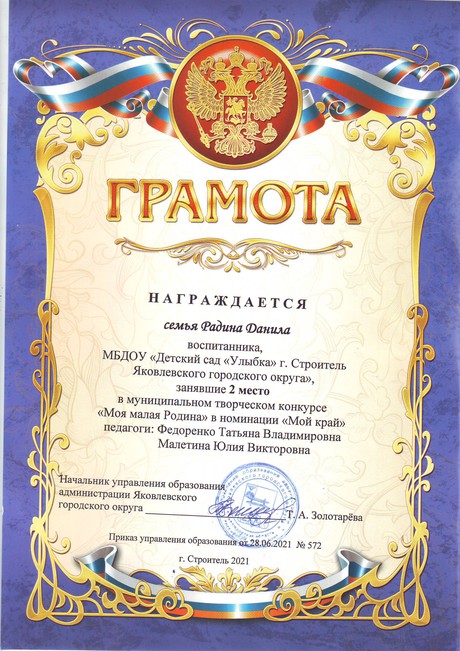 ГРАМОТА
НАГРАЖДАЕТСЯ
семья Радина Данила
воспитанника,
МБДОУ «Детский сад «Улыбка» г. Строитель
Яковлевского городского округа»,
занявшие 2 место
в муниципальном творческом конкурсе
«Моя малая Родина» в номинации «Мой край»
педагоги: Федоренко Татьяна Владимировна
Малетина Юлия Викторовна
Начальник управления образования
администрации Яковлевского
городского округа Т. А. Золотарёва
Приказ управления образования от 28.06.2021 № 572
г. Строитель 2021